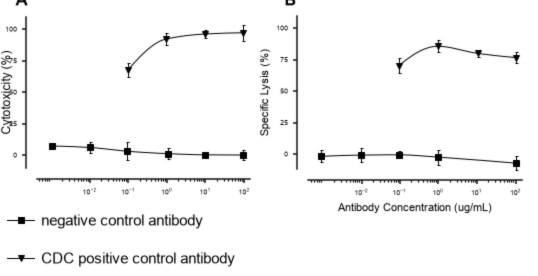 A
B
Cytotoxicity (%)
100
75
50
25
0
10⁻² 10⁻¹ 10⁰ 10¹ 10²
Specific Lysis (%)
100
75
50
25
0
10⁻² 10⁻¹ 10⁰ 10¹ 10²
Antibody Concentration (ug/mL)
negative control antibody
CDC positive control antibody